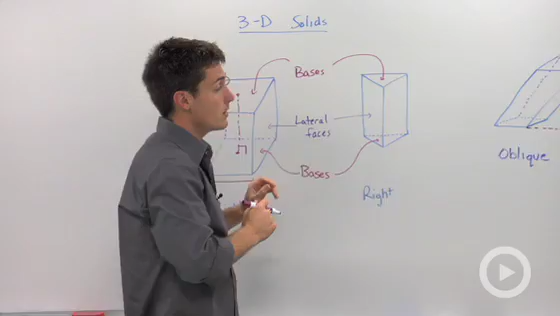 3-D Solids
Bases
Lateral
faces
Bases
Right
Oblique